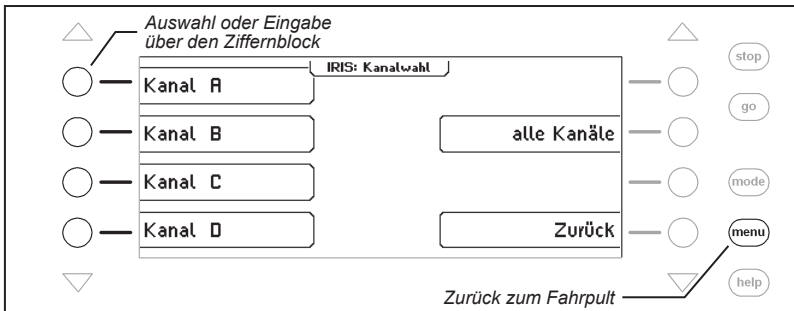 Auswahl oder Eingabe
über den Ziffernblock
IRIS: Kanalwahl
Kanal A
Kanal B
Kanal C
Kanal D
alle Kanäle
Zurück
stop
go
mode
menu
help
Zurück zum Fahrpult